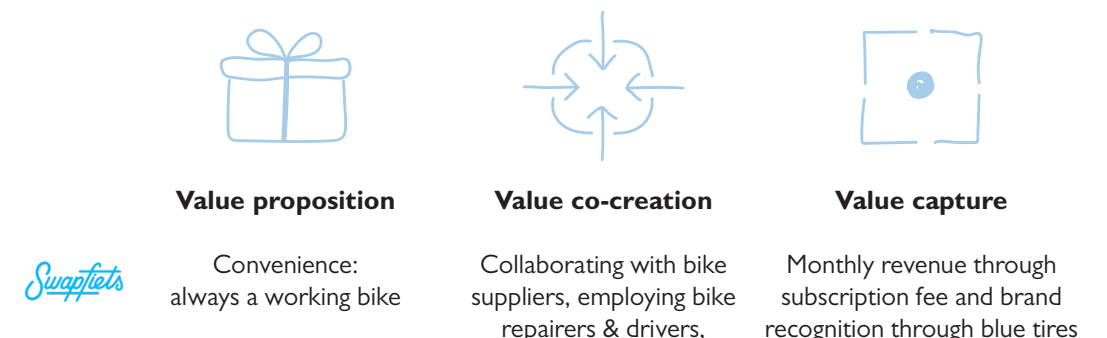 Value proposition
Value co-creation
Value capture
Swapfiets
Convenience:
always a working bike
Collaborating with bike
suppliers, employing bike
repairers & drivers,
Monthly revenue through
subscription fee and brand
recognition through blue tires